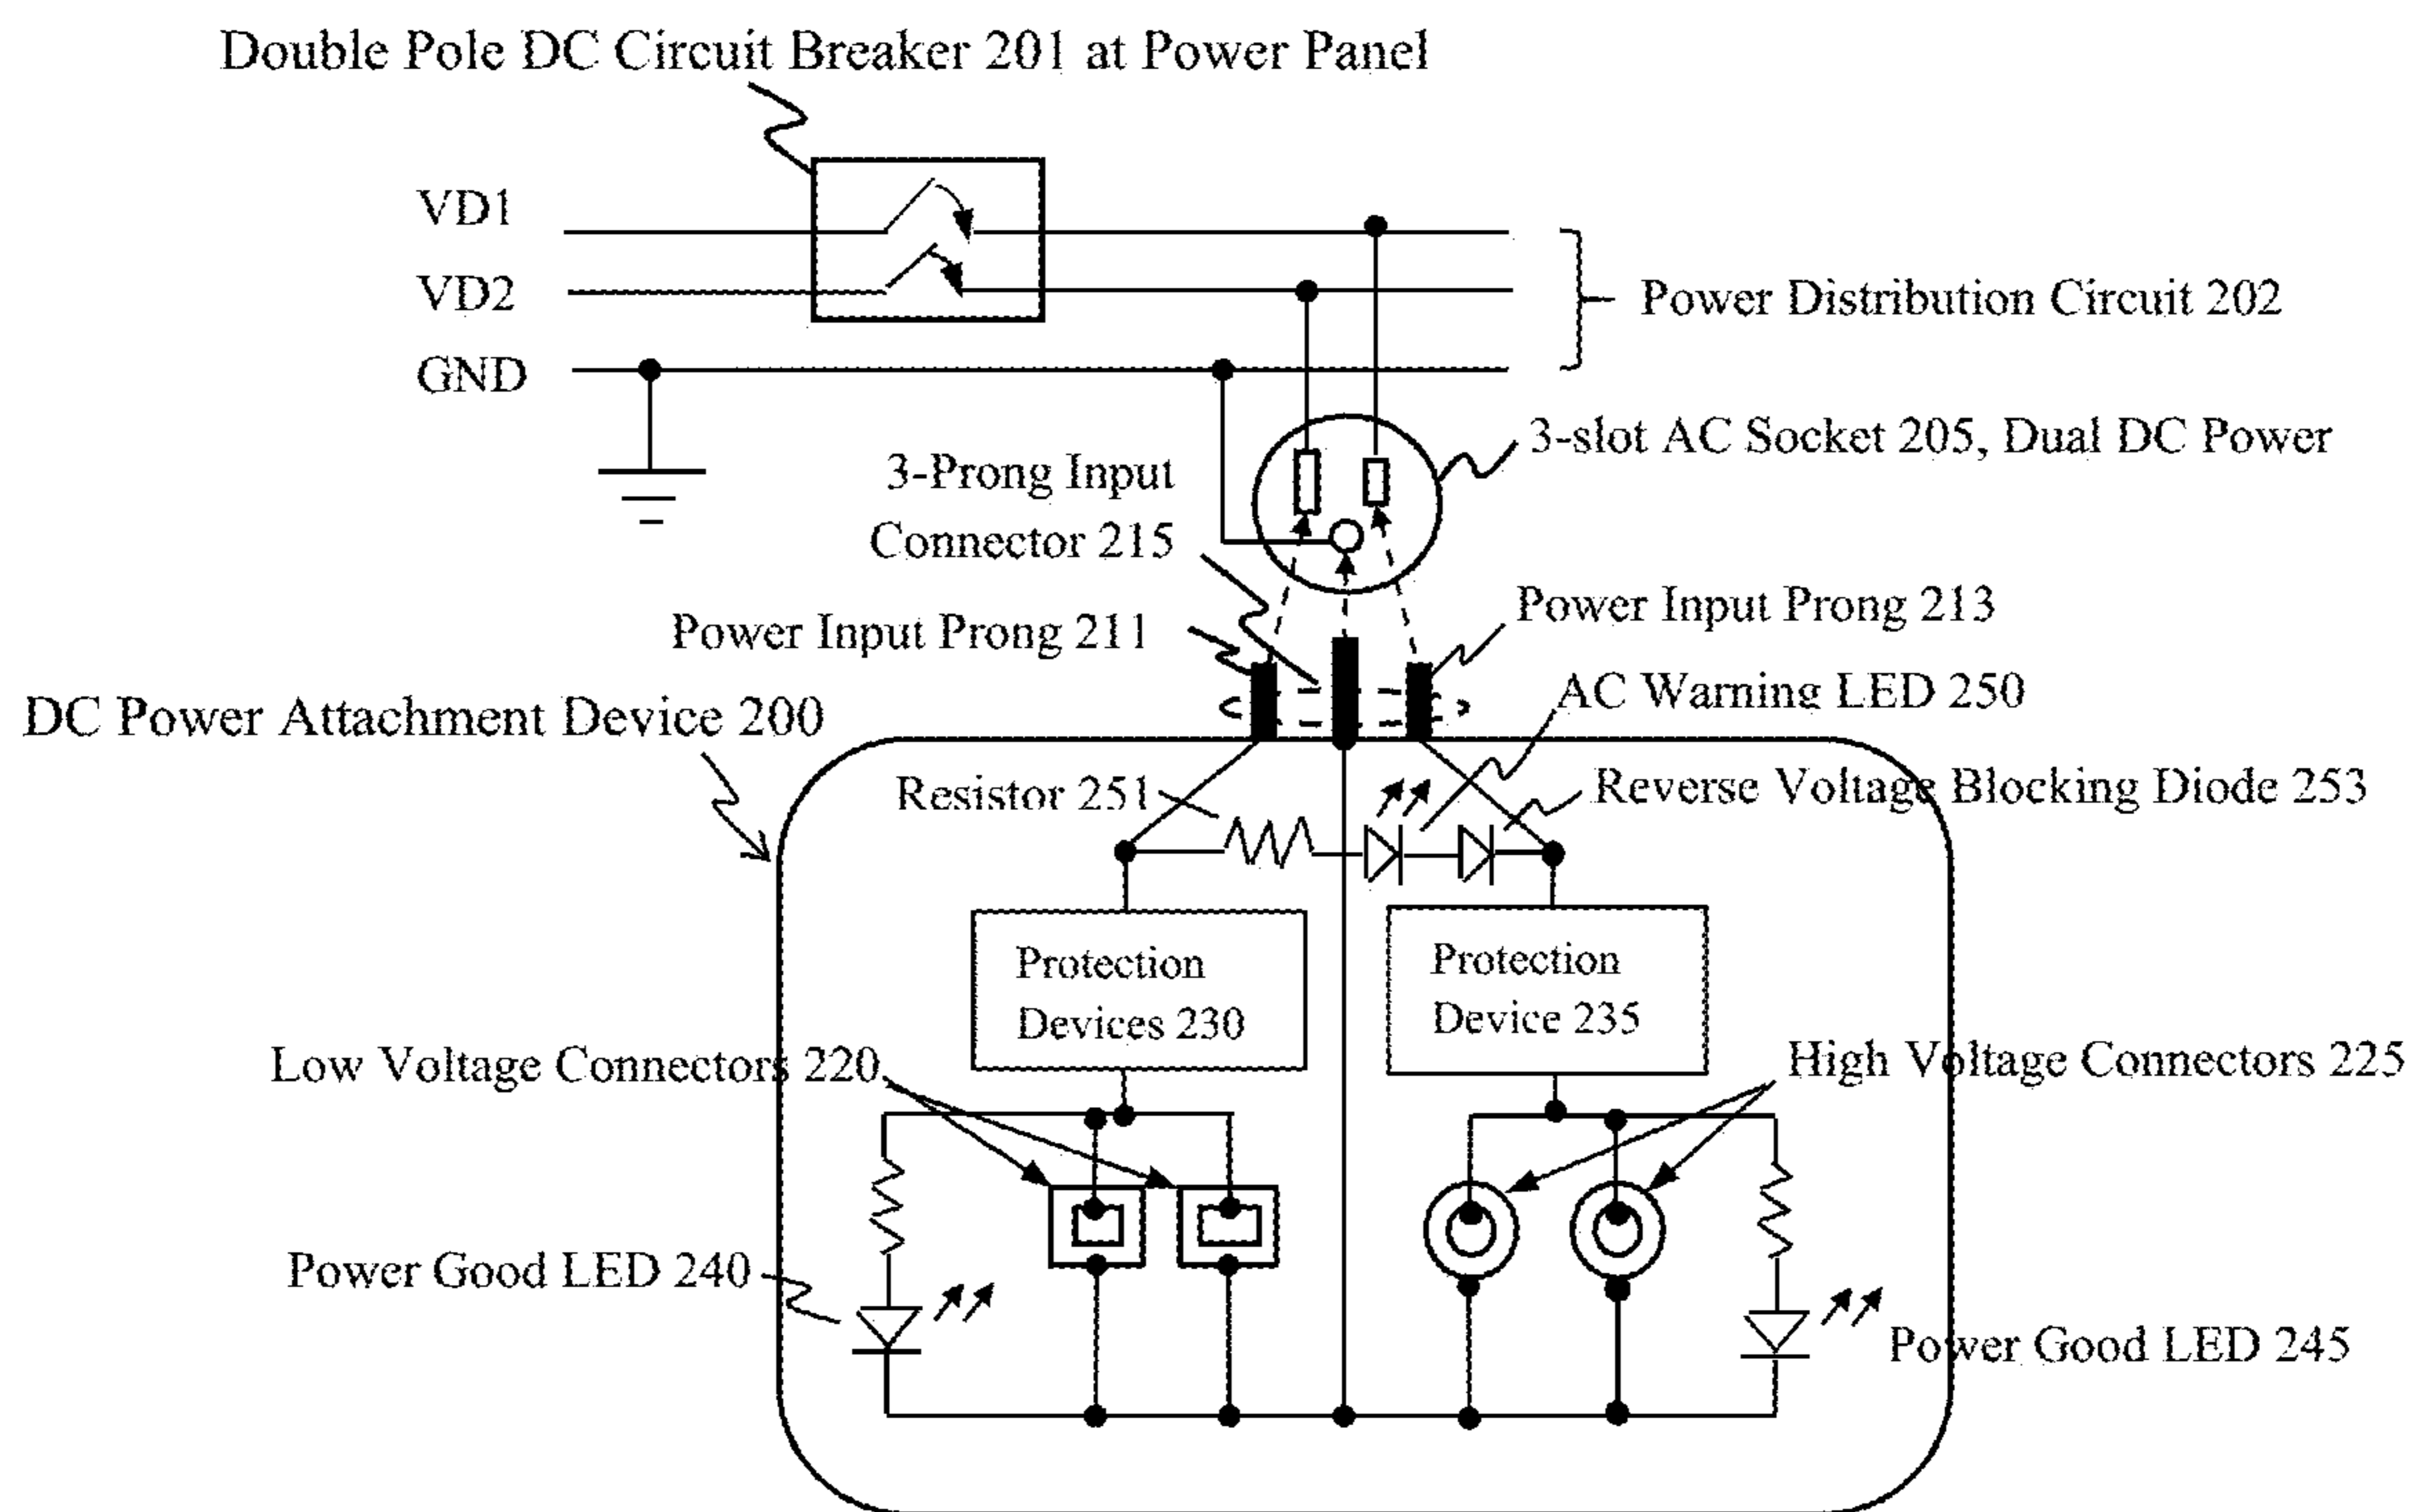 Double Pole DC Circuit Breaker 201 at Power Panel
VD1
VD2
GND
Power Distribution Circuit 202
3-slot AC Socket 205, Dual DC Power
3-Prong Input
Connector 215
Power Input Prong 211
Power Input Prong 213
AC Warning LED 250
DC Power Attachment Device 200
Resistor 251
Reverse Voltage Blocking Diode 253
Protection
Devices 230
Protection
Device 235
Low Voltage Connectors 220
High Voltage Connectors 225
Power Good LED 240
Power Good LED 245